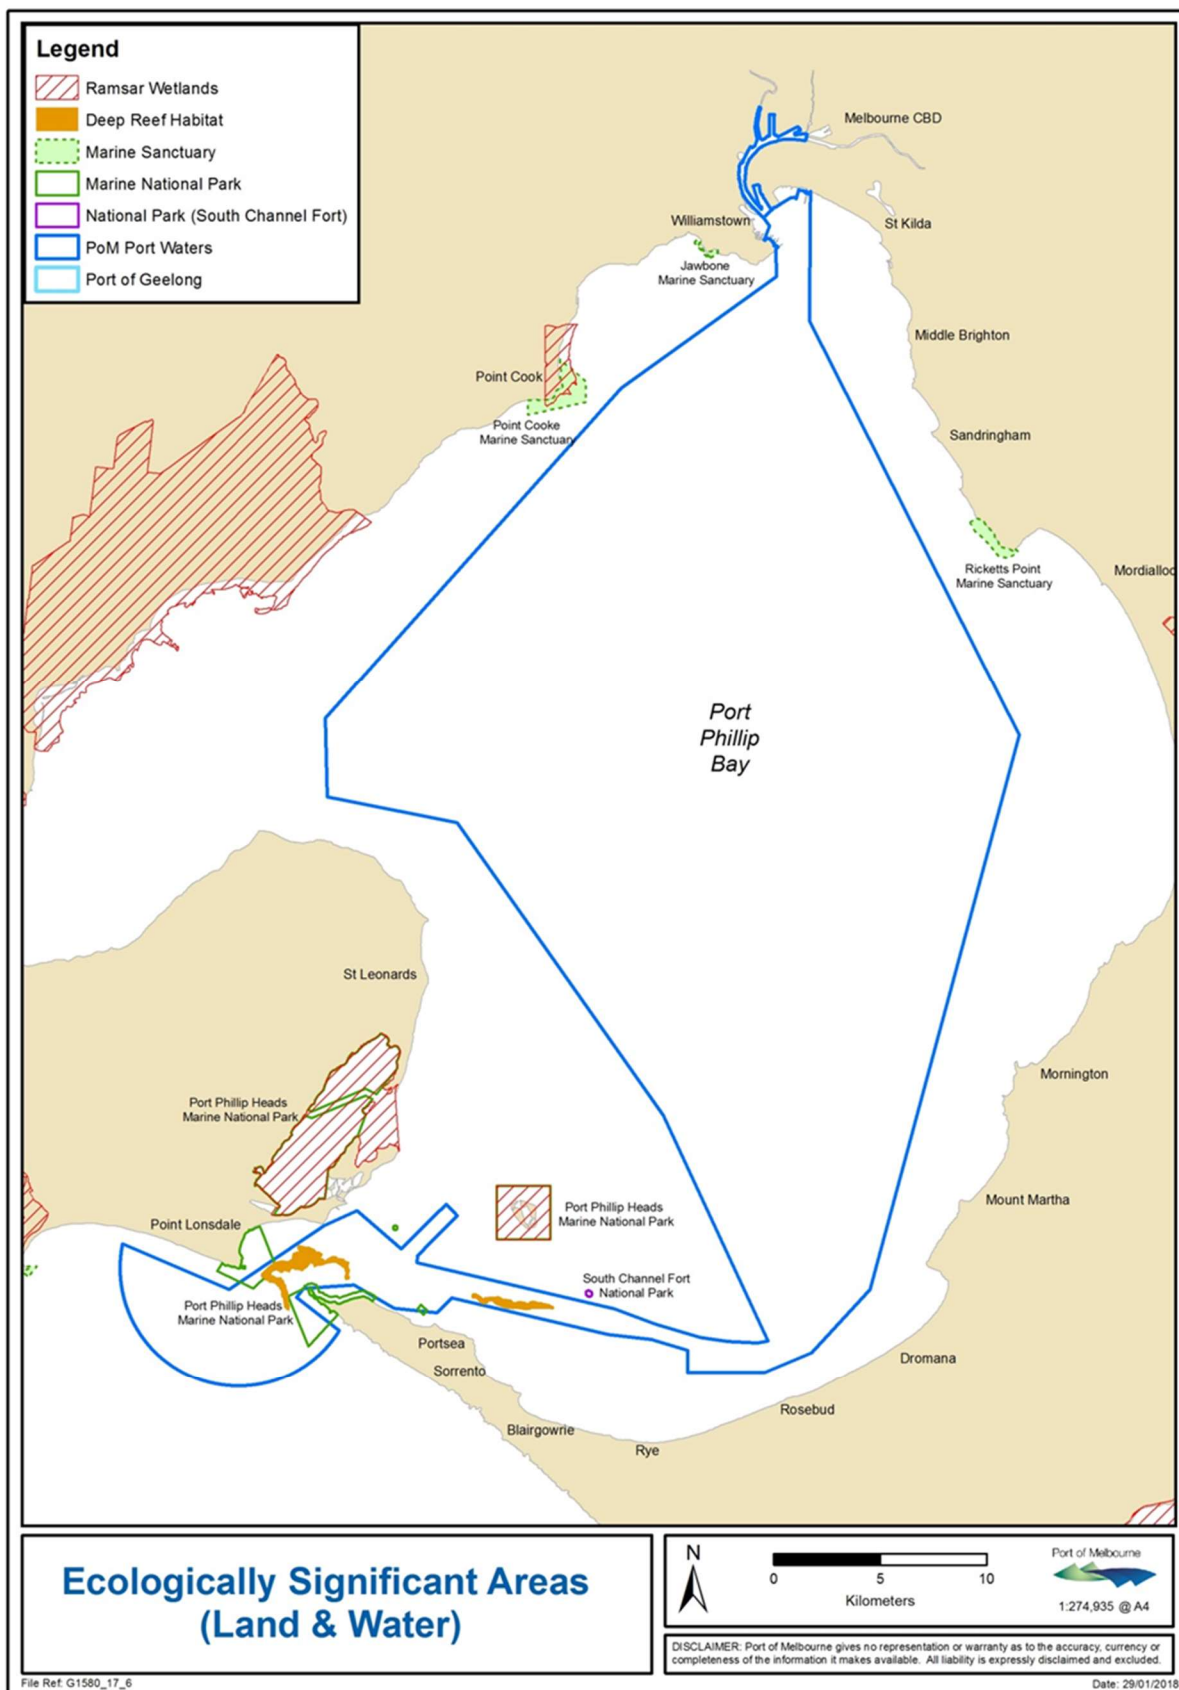 Legend
Ramsar Wetlands
Deep Reef Habitat
Marine Sanctuary
Marine National Park
National Park (South Channel Fort)
PoM Port Waters
Port of Geelong
Melbourne CBD
Williamstown
St Kilda
Jawbone
Marine Sanctuary
Middle Brighton
Point Cook
Point Cooke
Marine Sanctuary
Sandringham
Ricketts Point
Marine Sanctuary
Mordialloc
Port
Phillip
Bay
St Leonards
Mornington
Port Phillip Heads
Marine National Park
Mount Martha
Port Phillip Heads
Marine National Park
Point Lonsdale
South Channel Fort
National Park
Port Phillip Heads
Marine National Park
Portsea
Dromana
Sorrento
Rosebud
Blairgowrie
Rye
Ecologically Significant Areas
(Land & Water)
N
0 5 10
Kilometers
Port of Melbourne
1:274,935 @ A4
DISCLAIMER: Port of Melbourne gives no representation or warranty as to the accuracy, currency or
completeness of the information it makes available. All liability is expressly disclaimed and excluded.
File Ref: G1580_17_6
Date: 29/01/2018